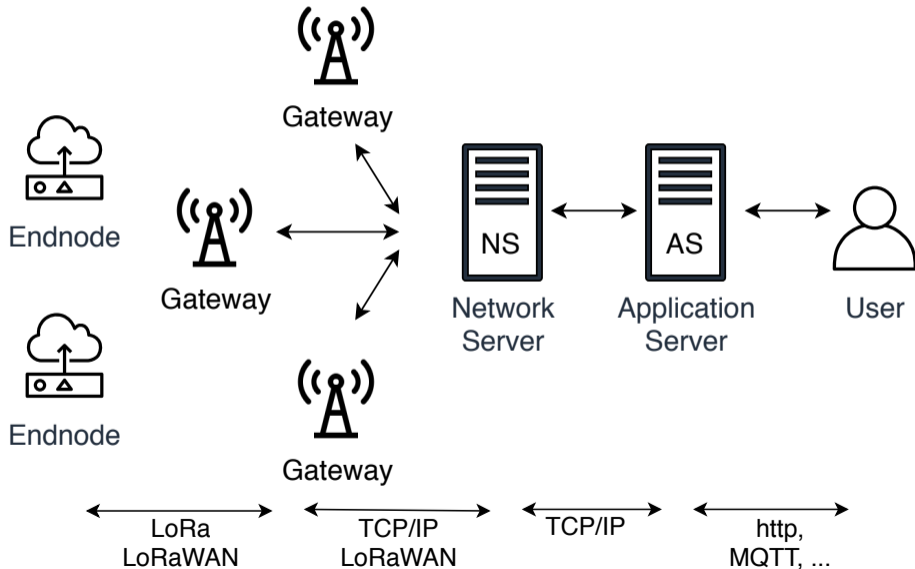 Gateway
Endnode
Gateway
NS
AS
Network
Server
Application
Server
User
Endnode
Gateway
LoRa
LoRaWAN
TCP/IP
LoRaWAN
TCP/IP
http,
MQTT, ...